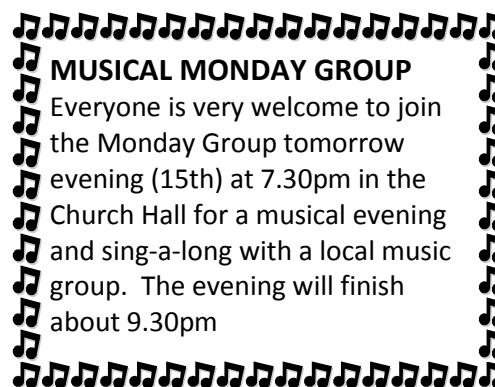 MUSICAL MONDAY GROUP
Everyone is very welcome to join
the Monday Group tomorrow
evening (15th) at 7.30pm in the
Church Hall for a musical evening
and sing-a-long with a local music
group.  The evening will finish
about 9.30pm